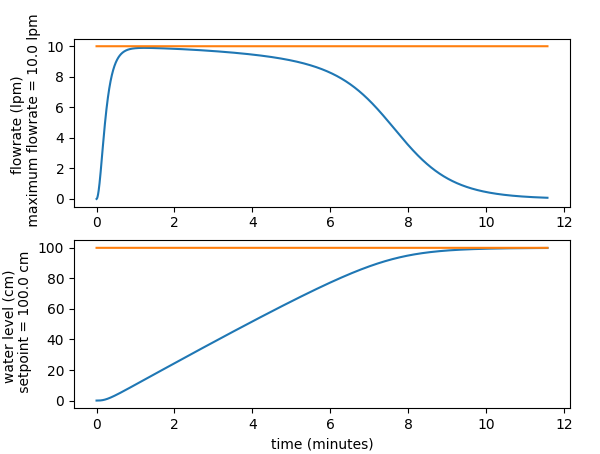 flowrate (lpm)
maximum flowrate = 10.0 lpm
10
8
6
4
2
0
0 2 4 6 8 10 12
water level (cm)
setpoint = 100.0 cm
100
80
60
40
20
0
0 2 4 6 8 10 12
time (minutes)